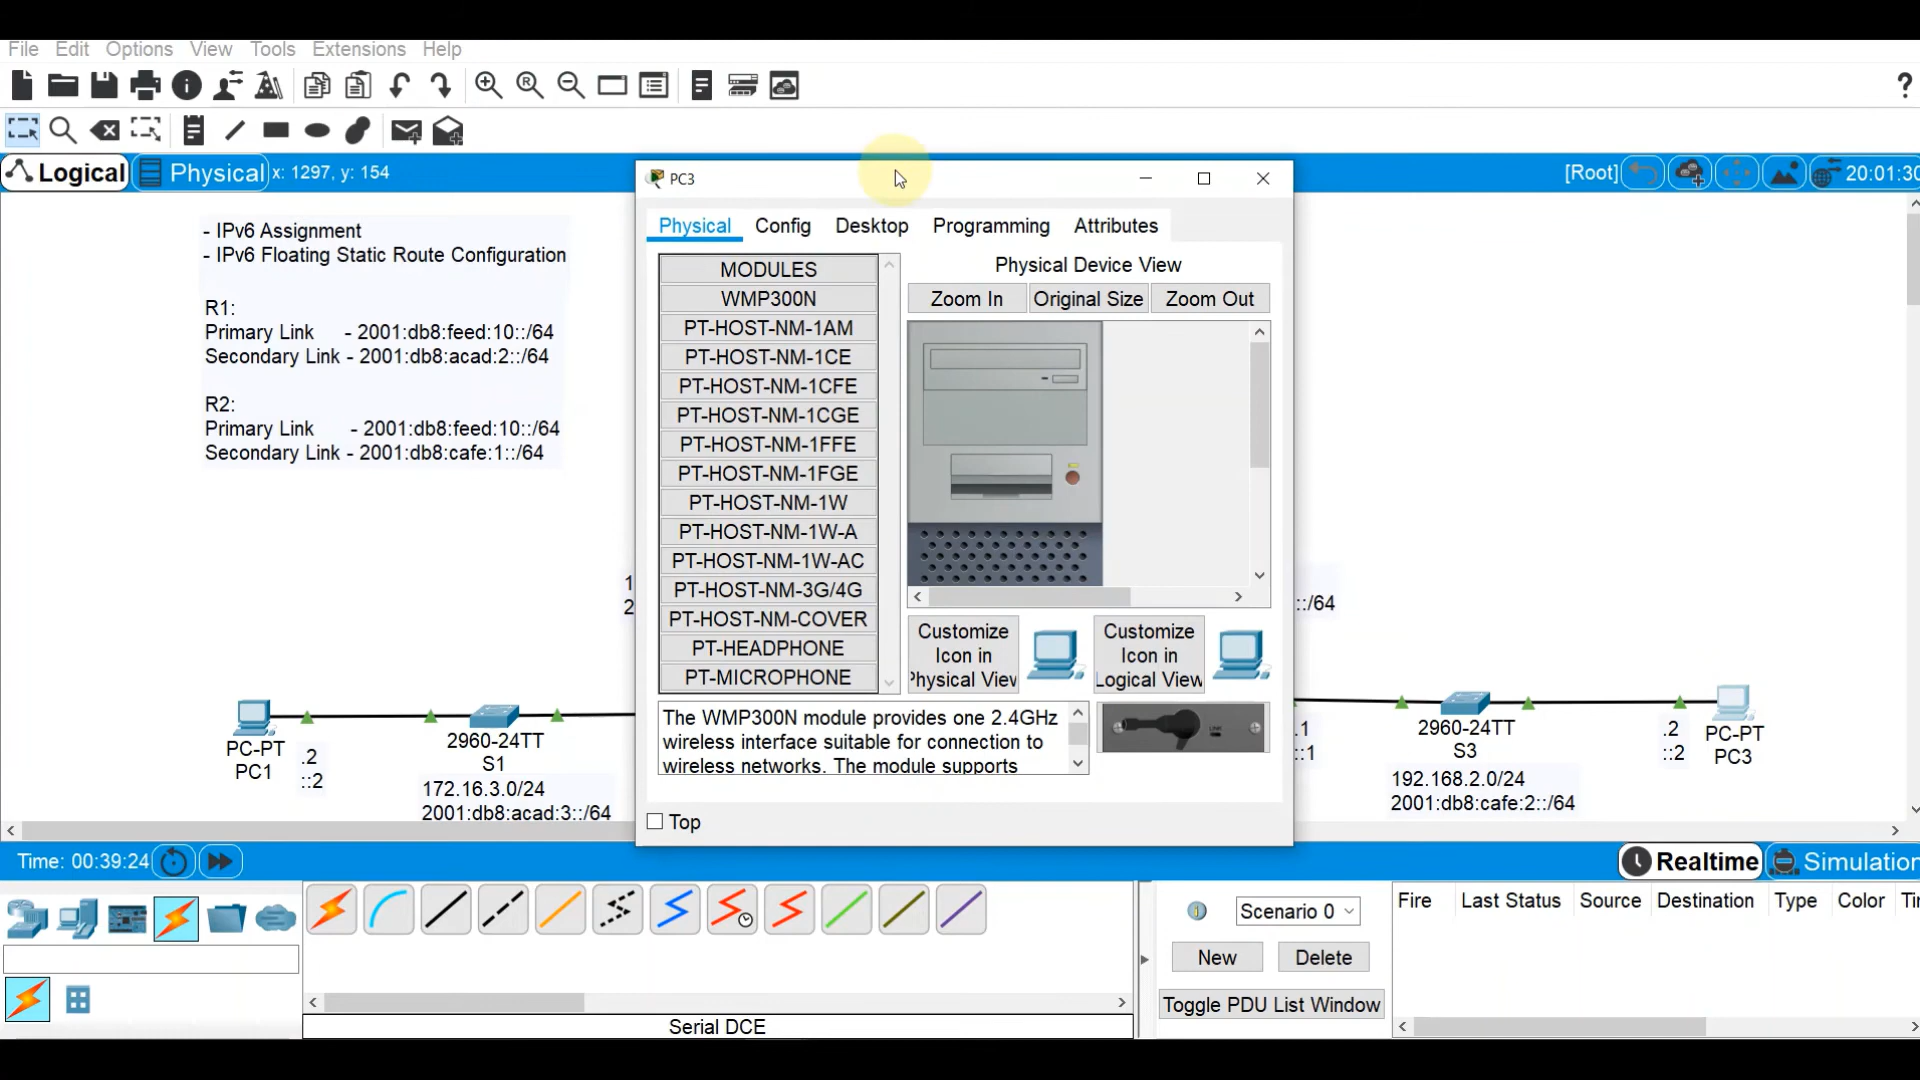 File Edit Options View Tools Extensions Help
?
Logical Physical x: 1297, y: 154
[Root] 20:01:30
PC3
Physical Config Desktop Programming Attributes
MODULES
WMP300N
PT-HOST-NM-1AM
PT-HOST-NM-1CE
PT-HOST-NM-1CFE
PT-HOST-NM-1CGE
PT-HOST-NM-1FFE
PT-HOST-NM-1FGE
PT-HOST-NM-1W
PT-HOST-NM-1W-A
PT-HOST-NM-1W-AC
PT-HOST-NM-3G/4G
PT-HOST-NM-COVER
PT-HEADPHONE
PT-MICROPHONE
Physical Device View
Zoom In Original Size Zoom Out
Customize
Icon in
Physical View
Customize
Icon in
Logical View
The WMP300N module provides one 2.4GHz
wireless interface suitable for connection to
wireless networks. The module supports
Top
- IPv6 Assignment
- IPv6 Floating Static Route Configuration
R1:
Primary Link - 2001:db8:feed:10::/64
Secondary Link - 2001:db8:acad:2::/64
R2:
Primary Link - 2001:db8:feed:10::/64
Secondary Link - 2001:db8:cafe:1::/64
1
2
::/64
PC-PT
PC1
.2
::2
2960-24TT
S1
172.16.3.0/24
2001:db8:acad:3::/64
.1
::1
2960-24TT
S3
192.168.2.0/24
2001:db8:cafe:2::/64
.2
::2
PC-PT
PC3
Time: 00:39:24
Realtime Simulation
Scenario 0
New Delete
Toggle PDU List Window
Fire Last Status Source Destination Type Color
Serial DCE